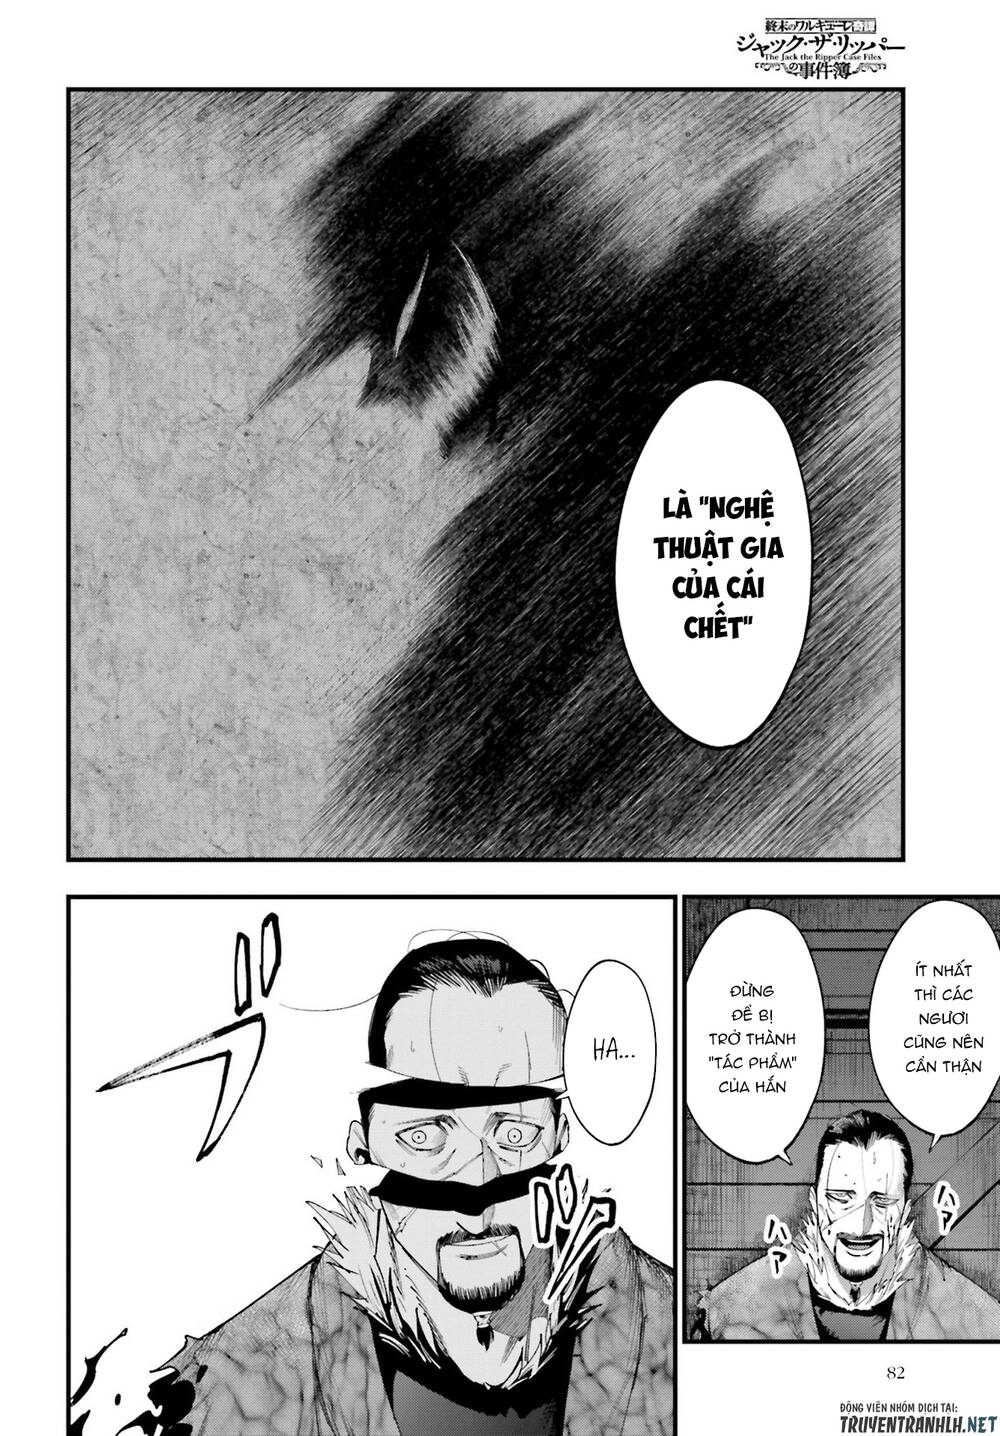 終末のワルキューレ奇譚
ジャック・ザ・リッパー
The Jack the Ripper Case Files
の事件簿
LÀ "NGHỆ
THUẬT GIA
CỦA CÁI
CHẾT"
ÍT NHẤT
THÌ CÁC
NGƯƠI
CŨNG NÊN
CẨN THẬN
ĐỪNG
ĐỂ BỊ
TRỞ THÀNH
"TÁC PHẨM"
CỦA HẮN
ハァ
ハァ
HA...
82
ĐỘNG VIÊN NHÓM DỊCH TẠI:
TRUYENTRANHLH.NET